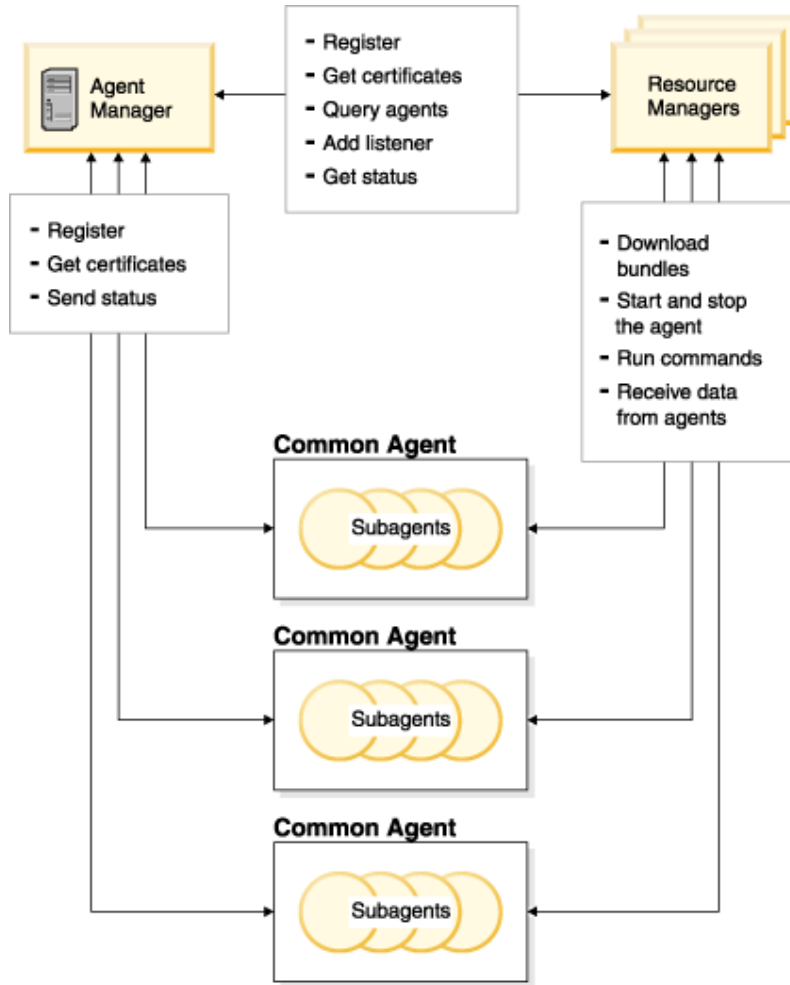 Agent
Manager
- Register
- Get certificates
- Query agents
- Add listener
- Get status
Resource
Managers
- Register
- Get certificates
- Send status
- Download
bundles
- Start and stop
the agent
- Run commands
- Receive data
from agents
Common Agent
Subagents
Common Agent
Subagents
Common Agent
Subagents